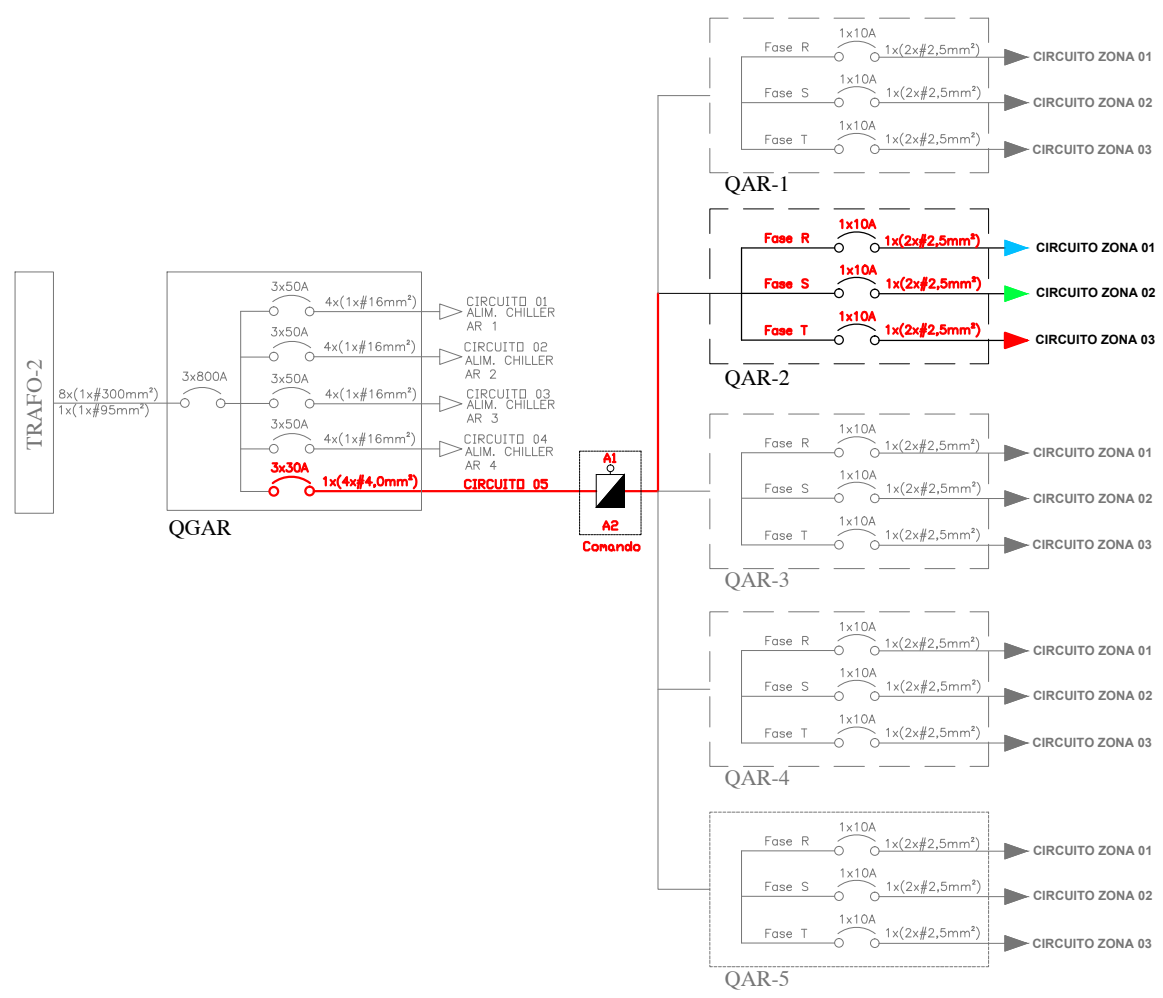 TRAFO-2
8x(1x#300mm²)
1x(1x#95mm²)
3x800A
3x50A
4x(1x#16mm²)
CIRCUITO 01
ALIM. CHILLER
AR 1
3x50A
4x(1x#16mm²)
CIRCUITO 02
ALIM. CHILLER
AR 2
3x50A
4x(1x#16mm²)
CIRCUITO 03
ALIM. CHILLER
AR 3
3x50A
4x(1x#16mm²)
CIRCUITO 04
ALIM. CHILLER
AR 4
3x30A
1x(4x#4,0mm²)
CIRCUITO 05
QGAR
A1
A2
Comando
Fase R
1x10A
1x(2x#2,5mm²)
CIRCUITO ZONA 01
Fase S
1x10A
1x(2x#2,5mm²)
CIRCUITO ZONA 02
Fase T
1x10A
1x(2x#2,5mm²)
CIRCUITO ZONA 03
QAR-1
Fase R
1x10A
1x(2x#2,5mm²)
CIRCUITO ZONA 01
Fase S
1x10A
1x(2x#2,5mm²)
CIRCUITO ZONA 02
Fase T
1x10A
1x(2x#2,5mm²)
CIRCUITO ZONA 03
QAR-2
Fase R
1x10A
1x(2x#2,5mm²)
CIRCUITO ZONA 01
Fase S
1x10A
1x(2x#2,5mm²)
CIRCUITO ZONA 02
Fase T
1x10A
1x(2x#2,5mm²)
CIRCUITO ZONA 03
QAR-3
Fase R
1x10A
1x(2x#2,5mm²)
CIRCUITO ZONA 01
Fase S
1x10A
1x(2x#2,5mm²)
CIRCUITO ZONA 02
Fase T
1x10A
1x(2x#2,5mm²)
CIRCUITO ZONA 03
QAR-4
Fase R
1x10A
1x(2x#2,5mm²)
CIRCUITO ZONA 01
Fase S
1x10A
1x(2x#2,5mm²)
CIRCUITO ZONA 02
Fase T
1x10A
1x(2x#2,5mm²)
CIRCUITO ZONA 03
QAR-5